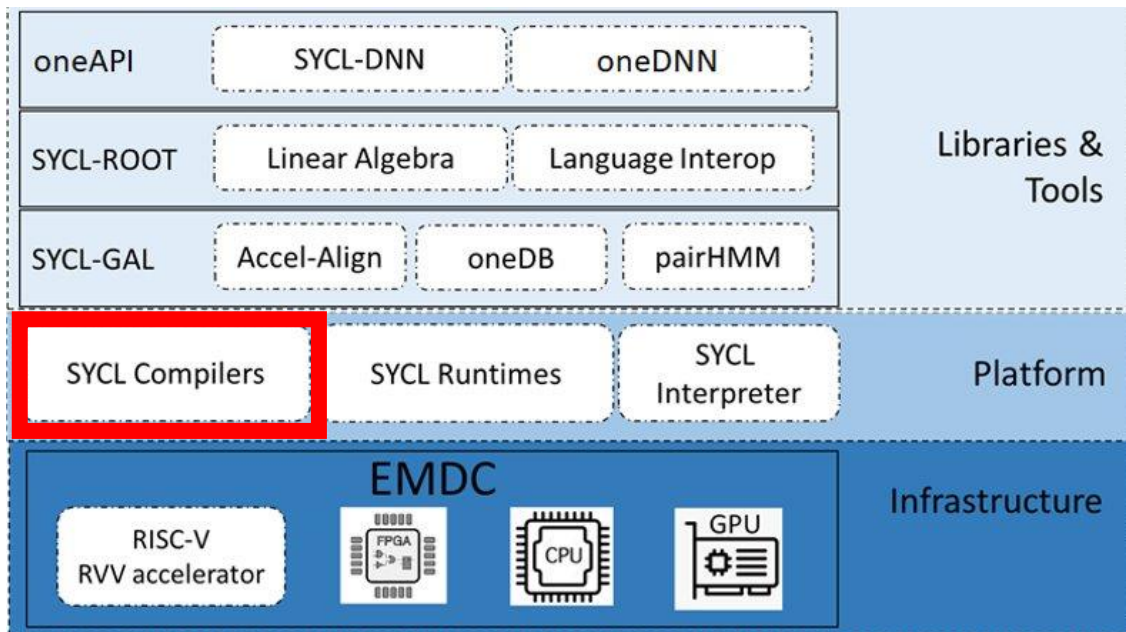 oneAPI
SYCL-DNN
oneDNN
SYCL-ROOT
Linear Algebra
Language Interop
SYCL-GAL
Accel-Align
oneDB
pairHMM
Libraries &
Tools
SYCL Compilers
SYCL Runtimes
SYCL
Interpreter
Platform
EMDC
RISC-V
RVV accelerator
FPGA
CPU
GPU
Infrastructure